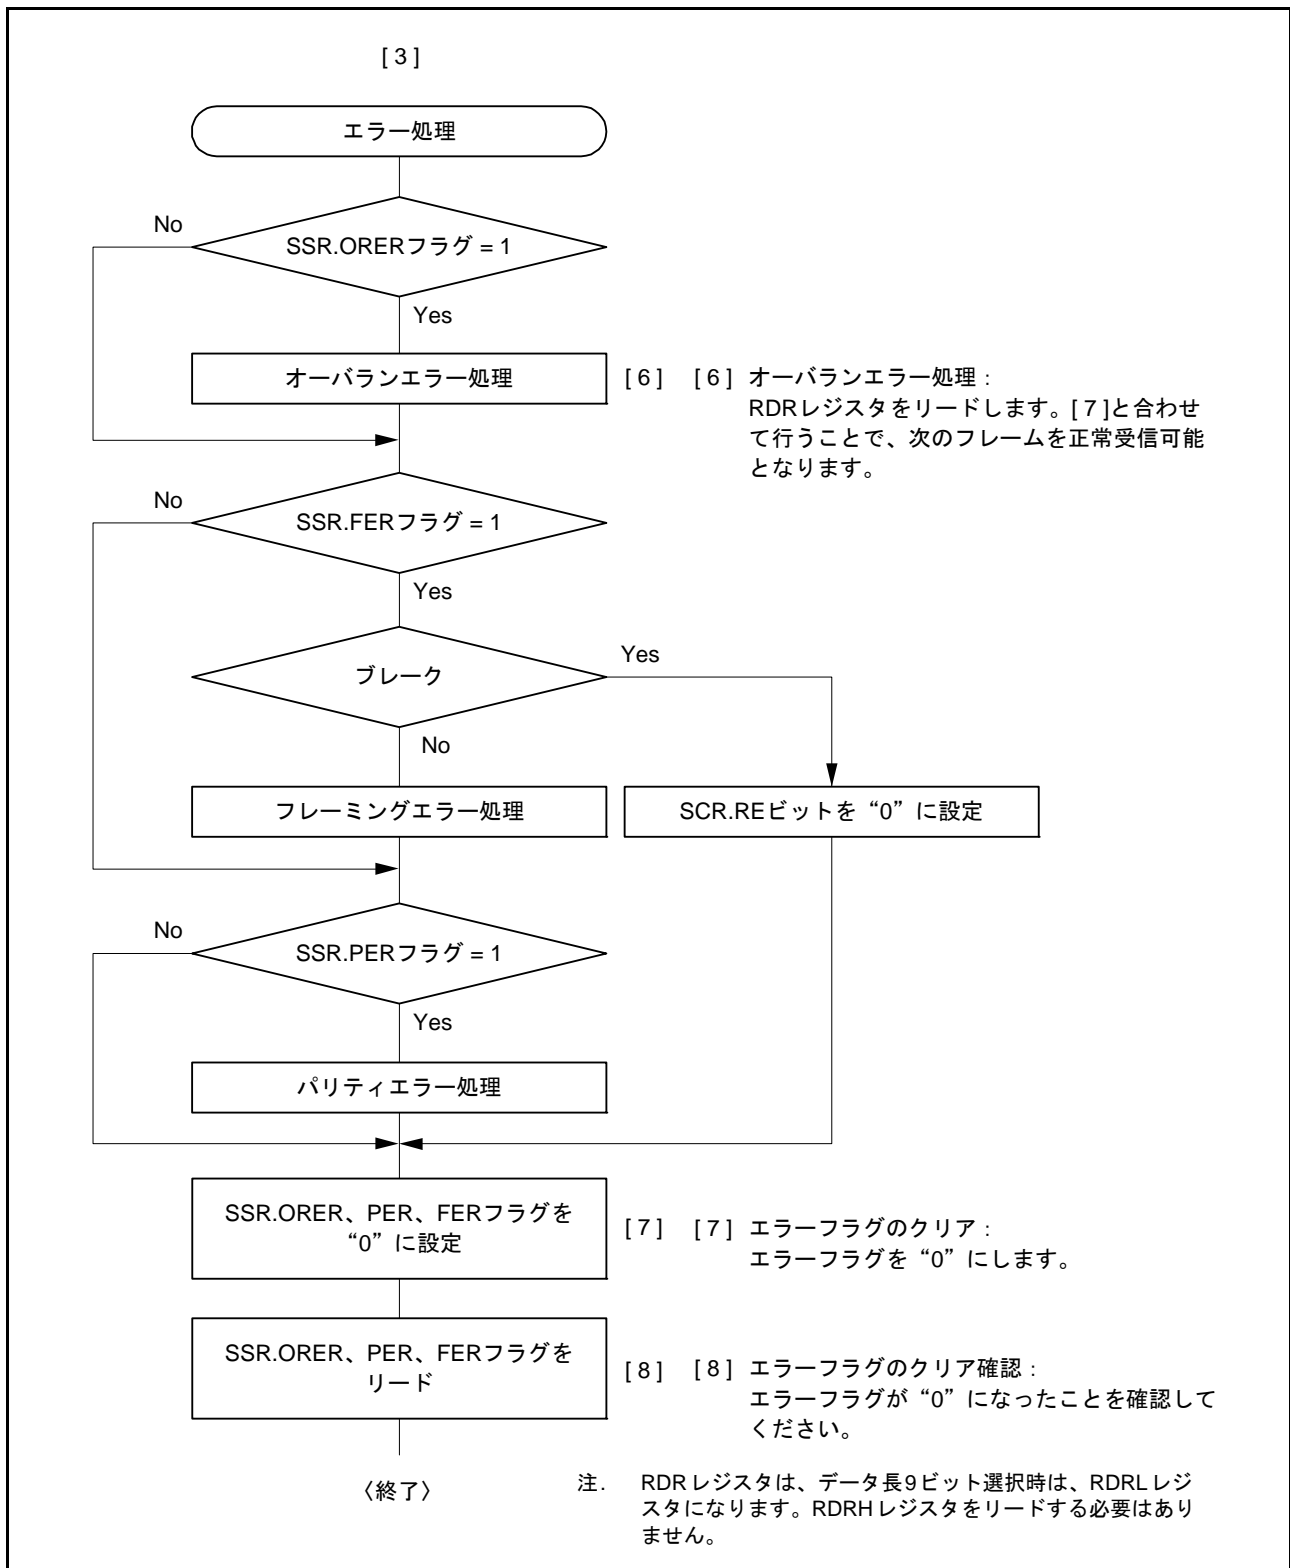 [ 3 ]
エラー処理
No
SSR.ORERフラグ = 1
Yes
オーバランエラー処理
[ 6 ]
[ 6 ] オーバランエラー処理：
RDRレジスタをリードします。[ 7 ]と合わせ
て行うことで、次のフレームを正常受信可能
となります。
No
SSR.FERフラグ = 1
Yes
ブレーク
Yes
No
フレーミングエラー処理
SCR.REビットを“0”に設定
No
SSR.PERフラグ = 1
Yes
パリティエラー処理
SSR.ORER、PER、FERフラグを
“0”に設定
[ 7 ]
[ 7 ] エラーフラグのクリア：
エラーフラグを“0”にします。
SSR.ORER、PER、FERフラグを
リード
[ 8 ]
[ 8 ] エラーフラグのクリア確認：
エラーフラグが“0”になったことを確認して
ください。
〈終了〉
注. RDRレジスタは、データ長9ビット選択時は、RDRLレジ
スタになります。RDRHレジスタをリードする必要はあり
ません。